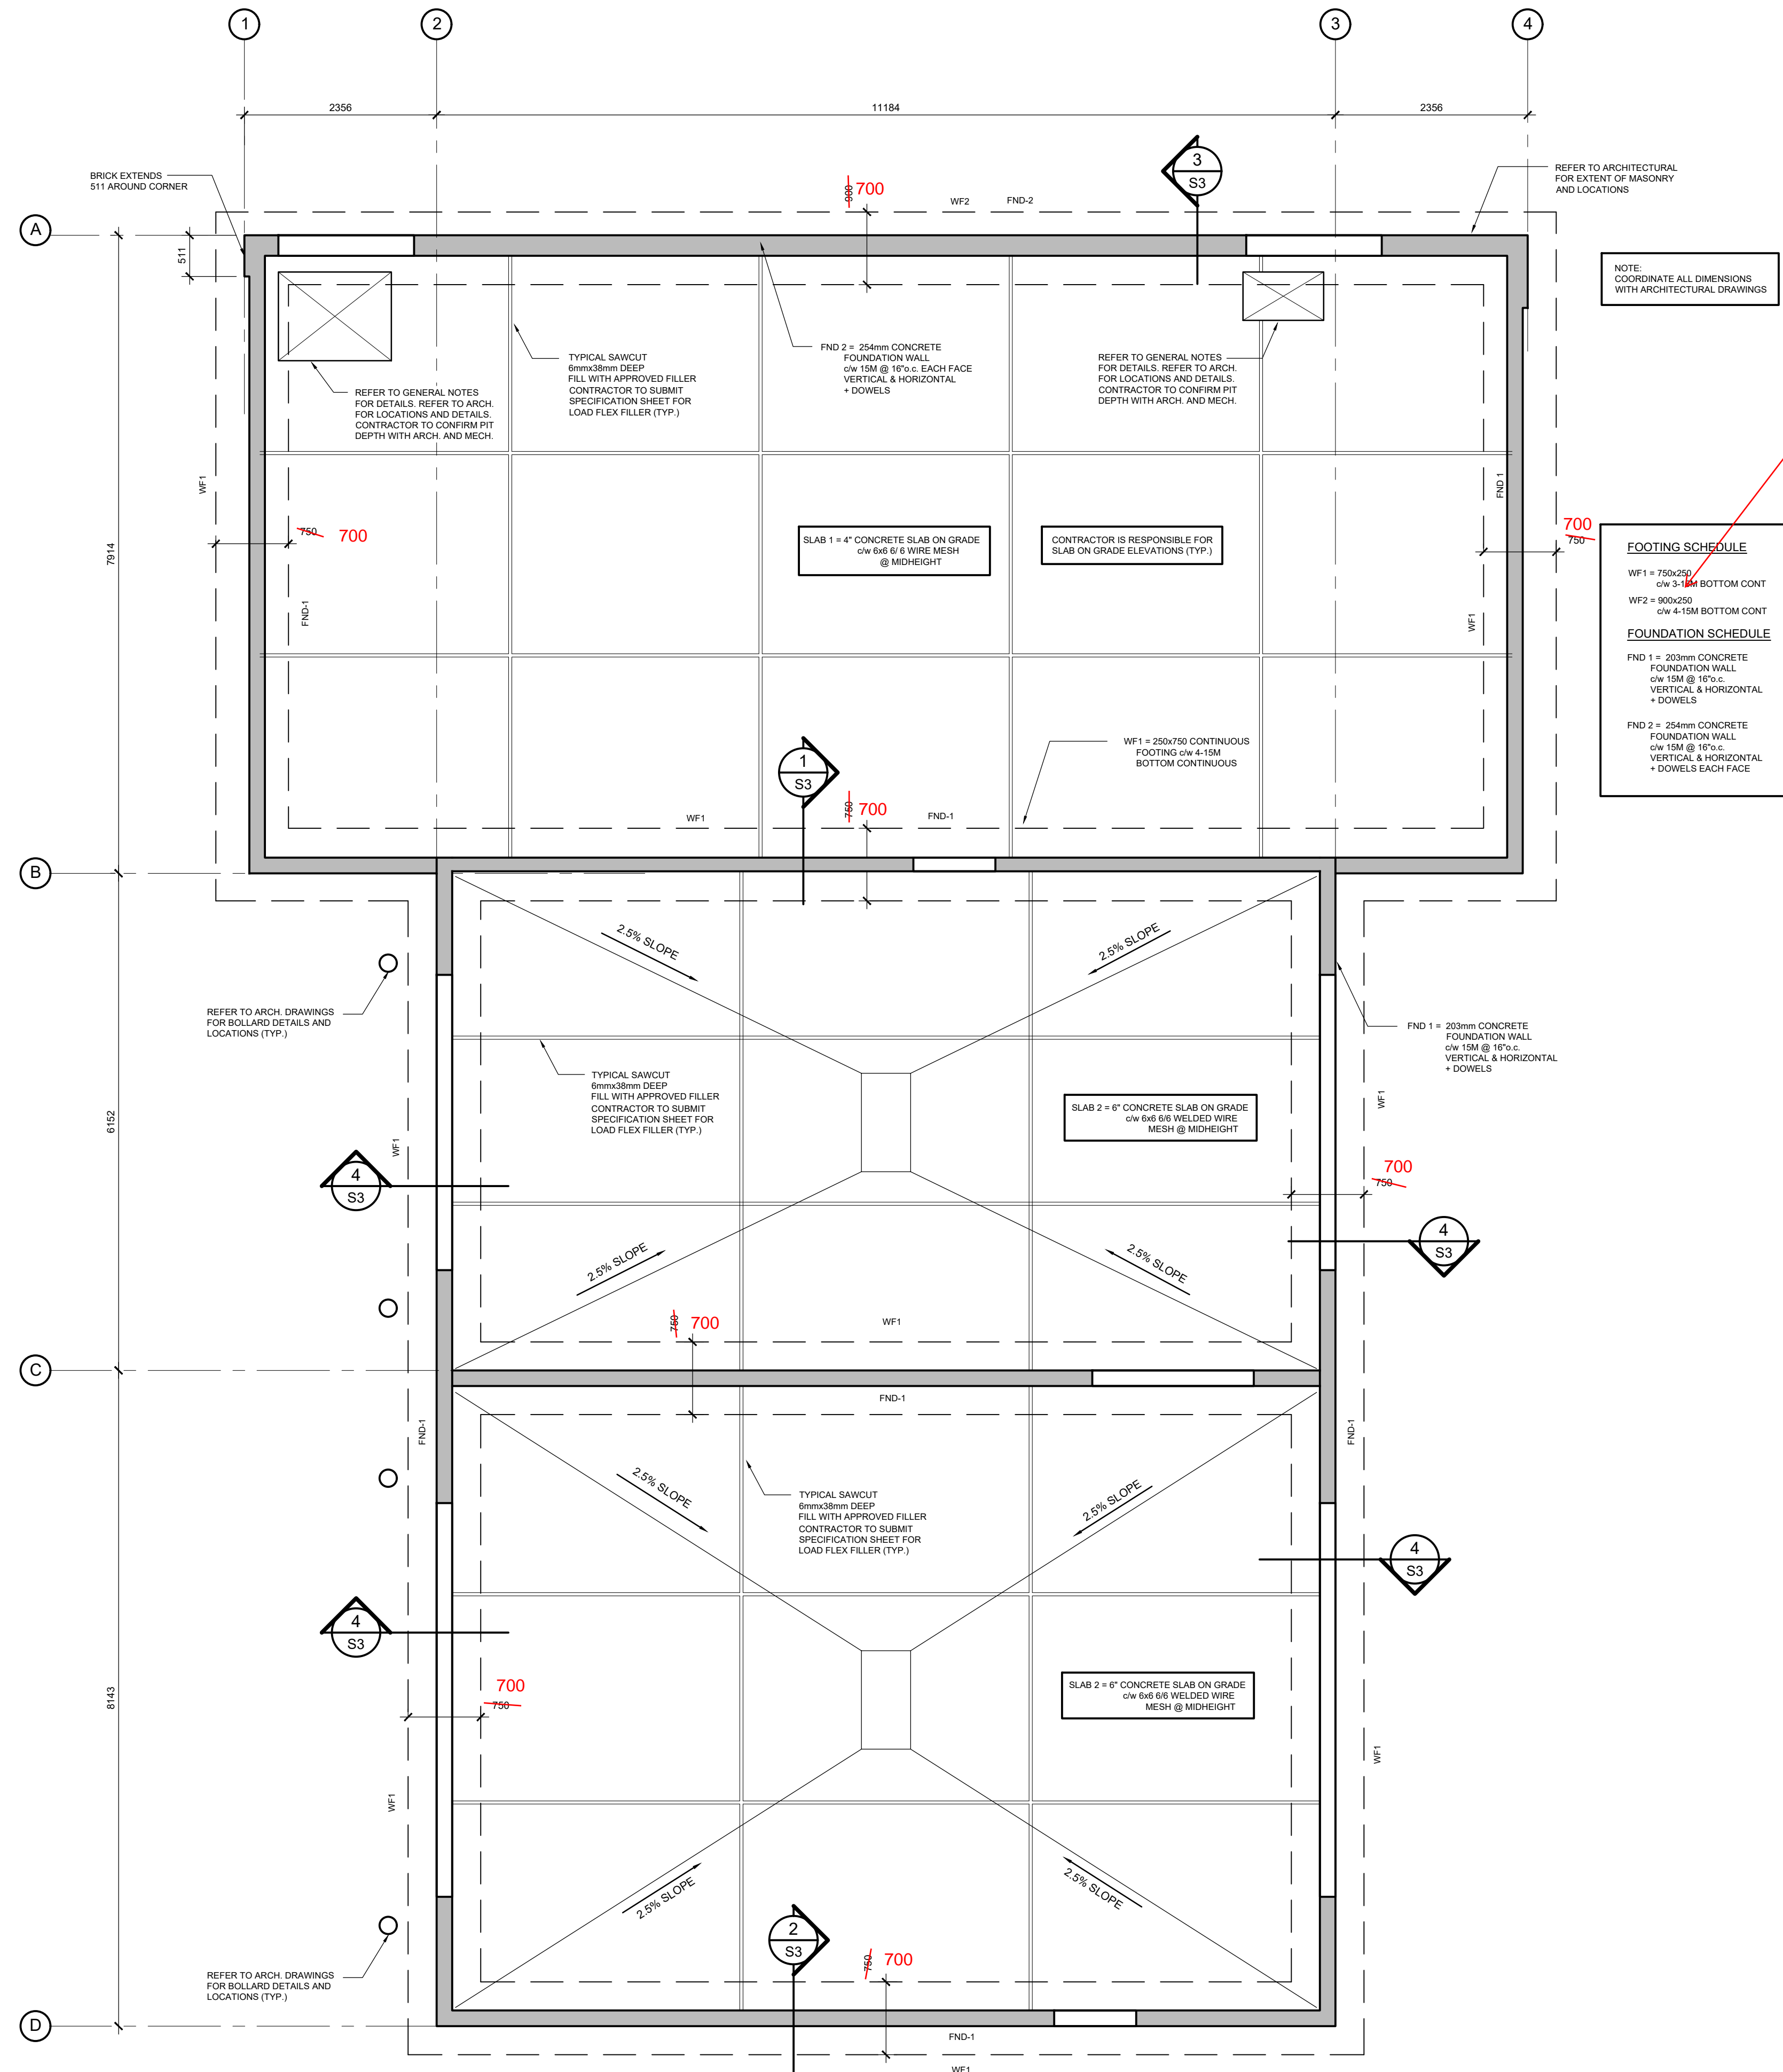 1
2
3
4
2356
11184
2356
BRICK EXTENDS
511 AROUND CORNER
3
S3
REFER TO ARCHITECTURAL
FOR EXTENT OF MASONRY
AND LOCATIONS
900
700
WF2
FND-2
A
511
NOTE:
COORDINATE ALL DIMENSIONS
WITH ARCHITECTURAL DRAWINGS
TYPICAL SAWCUT
6mmx38mm DEEP
FILL WITH APPROVED FILLER
CONTRACTOR TO SUBMIT
SPECIFICATION SHEET FOR
LOAD FLEX FILLER (TYP.)
FND 2 = 254mm CONCRETE
FOUNDATION WALL
c/w 15M @ 16"o.c. EACH FACE
VERTICAL & HORIZONTAL
+ DOWELS
REFER TO GENERAL NOTES
FOR DETAILS. REFER TO ARCH.
FOR LOCATIONS AND DETAILS.
CONTRACTOR TO CONFIRM PIT
DEPTH WITH ARCH. AND MECH.
REFER TO GENERAL NOTES
FOR DETAILS. REFER TO ARCH.
FOR LOCATIONS AND DETAILS.
CONTRACTOR TO CONFIRM PIT
DEPTH WITH ARCH. AND MECH.
WF1
FND 1
7914
750
700
SLAB 1 = 4" CONCRETE SLAB ON GRADE
c/w 6x6 6/ 6 WIRE MESH
@ MIDHEIGHT
CONTRACTOR IS RESPONSIBLE FOR
SLAB ON GRADE ELEVATIONS (TYP.)
700
750
FOOTING SCHEDULE
WF1 = 750x250
c/w 3-15M BOTTOM CONT
WF2 = 900x250
c/w 4-15M BOTTOM CONT
FOUNDATION SCHEDULE
FND 1 = 203mm CONCRETE
FOUNDATION WALL
c/w 15M @ 16"o.c.
VERTICAL & HORIZONTAL
+ DOWELS
FND 2 = 254mm CONCRETE
FOUNDATION WALL
c/w 15M @ 16"o.c.
VERTICAL & HORIZONTAL
+ DOWELS EACH FACE
FND-1
WF1
WF1 = 250x750 CONTINUOUS
FOOTING c/w 4-15M
BOTTOM CONTINUOUS
1
S3
750
700
WF1
FND-1
B
2.5% SLOPE
2.5% SLOPE
REFER TO ARCH. DRAWINGS
FOR BOLLARD DETAILS AND
LOCATIONS (TYP.)
FND 1 = 203mm CONCRETE
FOUNDATION WALL
c/w 15M @ 16"o.c.
VERTICAL & HORIZONTAL
+ DOWELS
TYPICAL SAWCUT
6mmx38mm DEEP
FILL WITH APPROVED FILLER
CONTRACTOR TO SUBMIT
SPECIFICATION SHEET FOR
LOAD FLEX FILLER (TYP.)
SLAB 2 = 6" CONCRETE SLAB ON GRADE
c/w 6x6 6/6 WELDED WIRE
MESH @ MIDHEIGHT
6152
WF1
WF1
4
S3
700
750
4
S3
2.5% SLOPE
2.5% SLOPE
750
700
WF1
C
FND-1
FND-1
FND-1
2.5% SLOPE
2.5% SLOPE
TYPICAL SAWCUT
6mmx38mm DEEP
FILL WITH APPROVED FILLER
CONTRACTOR TO SUBMIT
SPECIFICATION SHEET FOR
LOAD FLEX FILLER (TYP.)
4
S3
4
S3
8143
700
750
SLAB 2 = 6" CONCRETE SLAB ON GRADE
c/w 6x6 6/6 WELDED WIRE
MESH @ MIDHEIGHT
WF1
WF1
2.5% SLOPE
2.5% SLOPE
2
S3
750
700
REFER TO ARCH. DRAWINGS
FOR BOLLARD DETAILS AND
LOCATIONS (TYP.)
D
FND-1
WF1